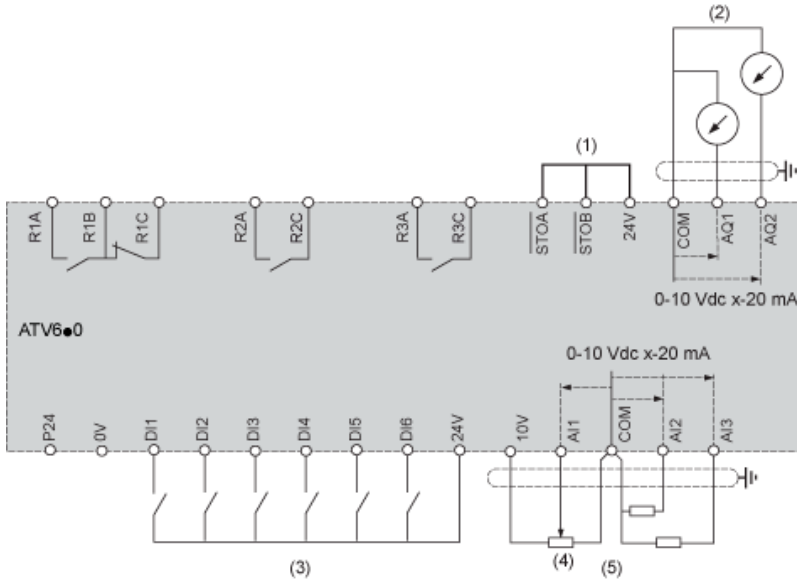 (2)
(1)
R1A R1B R1C R2A R2C R3A R3C STOA STOB 24V COM AQ1 AQ2
0-10 Vdc x-20 mA
ATV6●0
0-10 Vdc x-20 mA
P24 0V DI1 DI2 DI3 DI4 DI5 DI6 24V 10V AI1 COM AI2 AI3
(3) (4) (5)